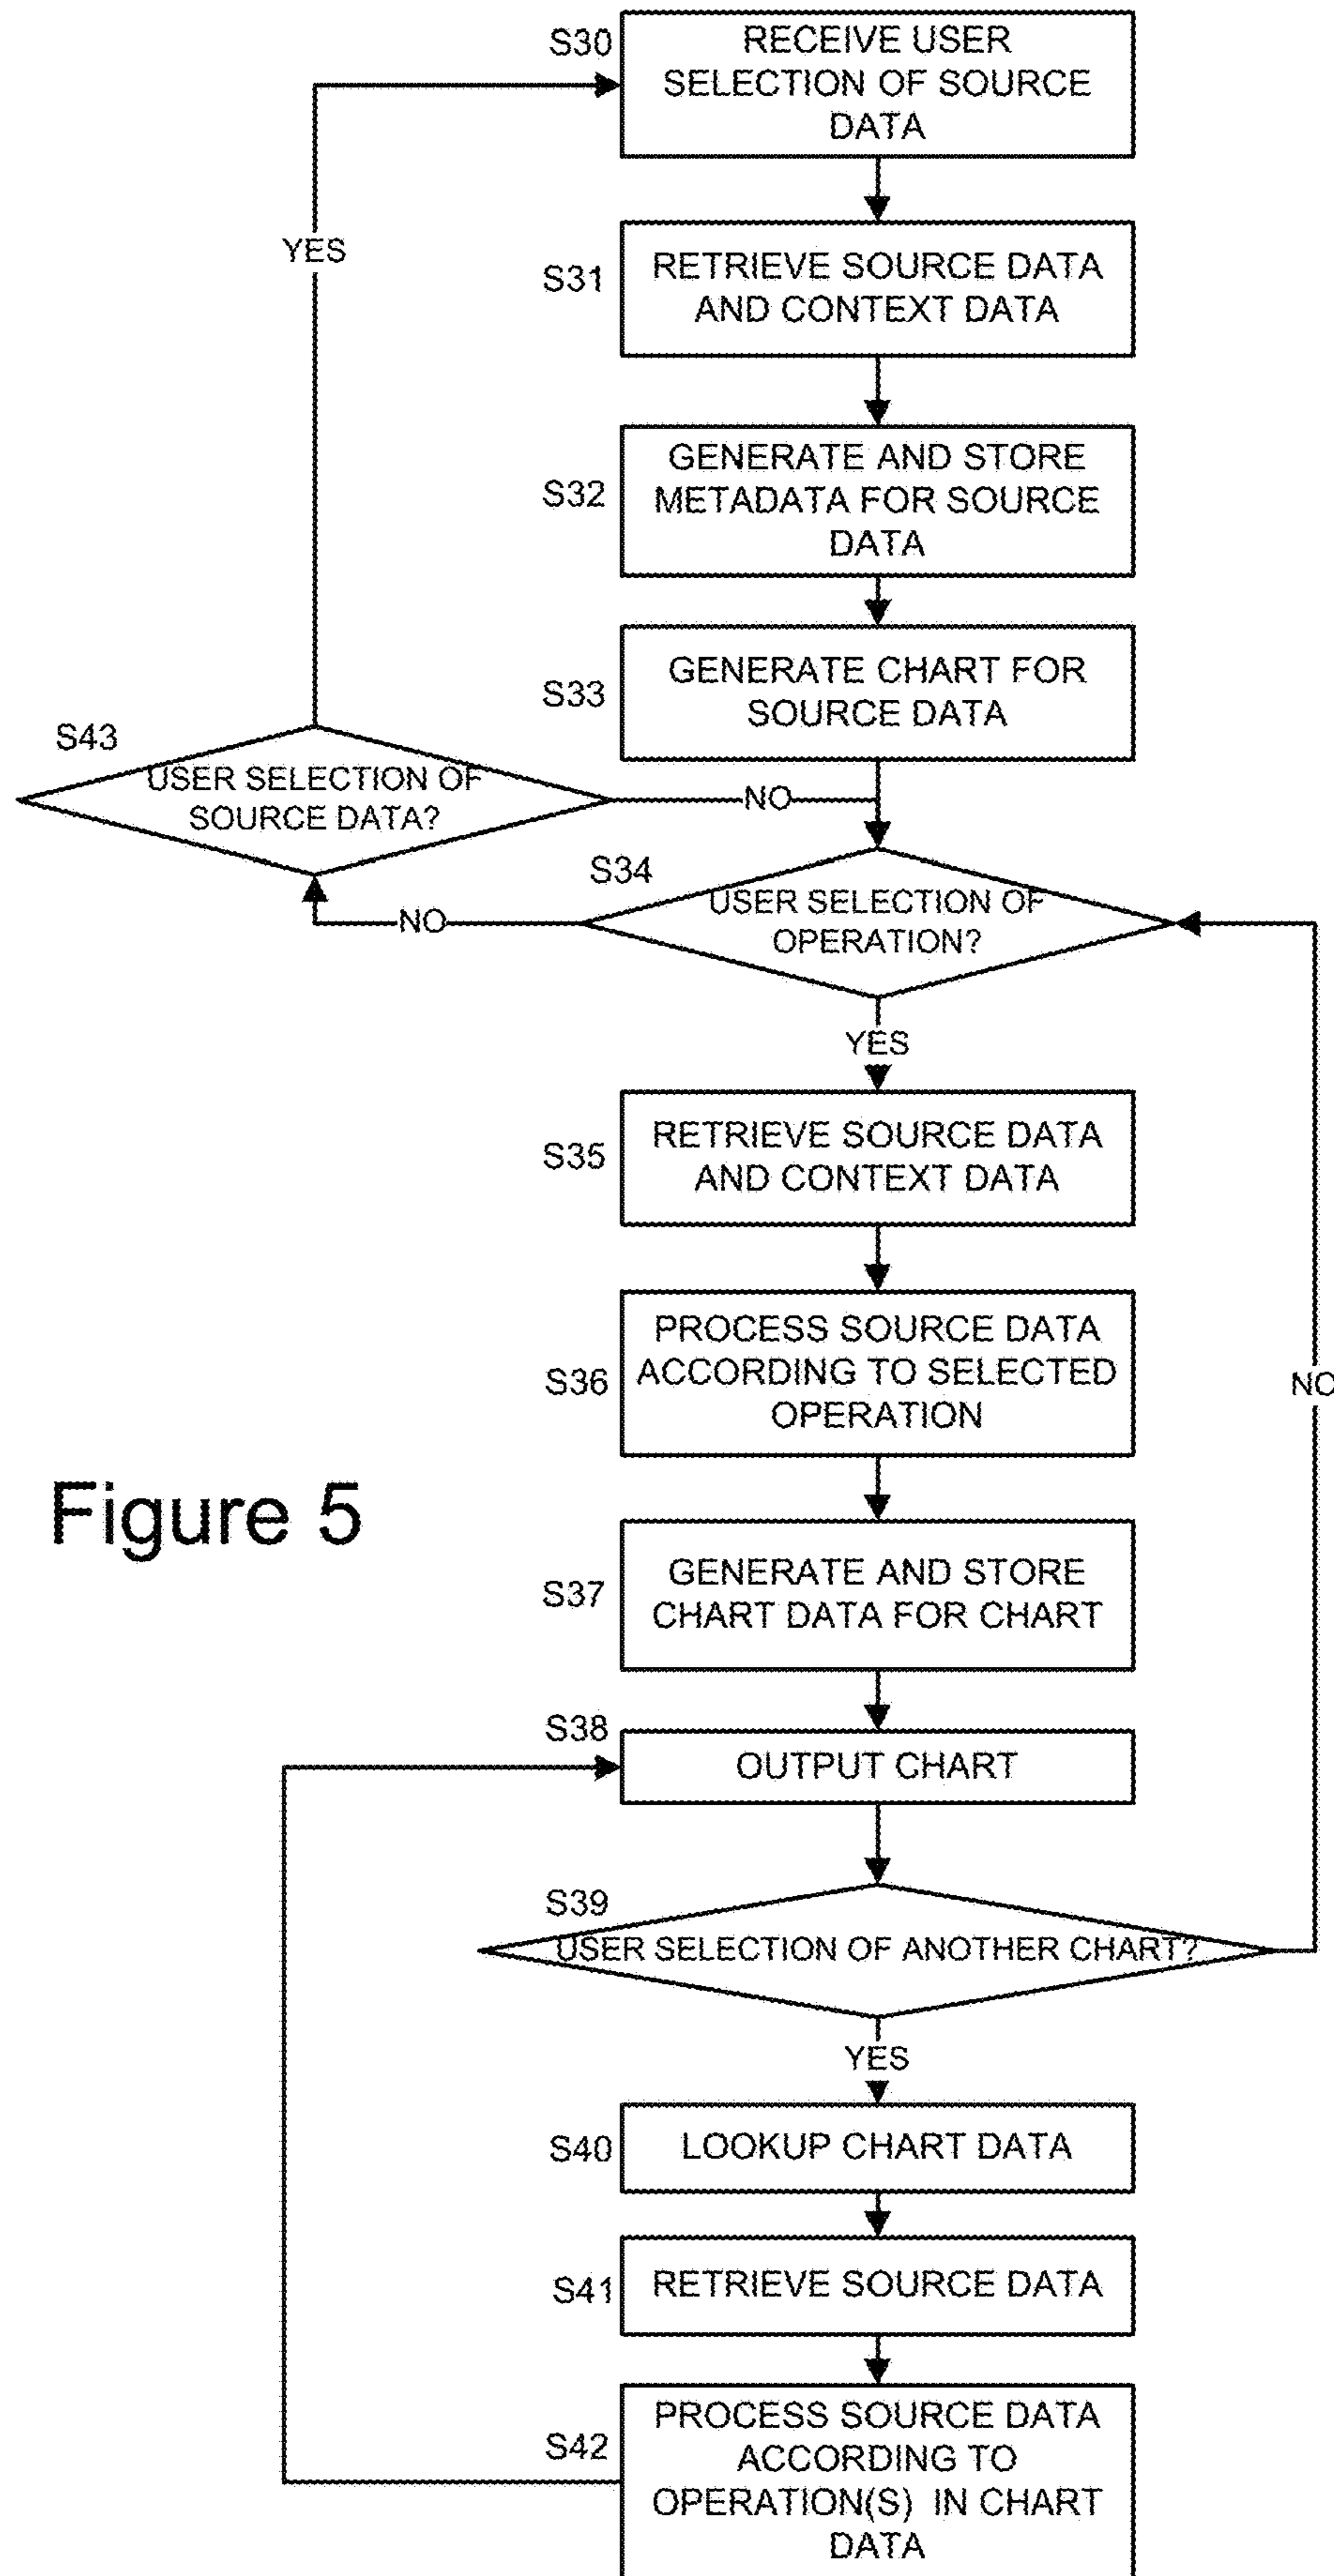 S30
RECEIVE USER
SELECTION OF SOURCE
DATA
YES
S31
RETRIEVE SOURCE DATA
AND CONTEXT DATA
S32
GENERATE AND STORE
METADATA FOR SOURCE
DATA
S33
GENERATE CHART FOR
SOURCE DATA
S43
USER SELECTION OF
SOURCE DATA?
NO
S34
USER SELECTION OF
OPERATION?
NO
YES
S35
RETRIEVE SOURCE DATA
AND CONTEXT DATA
S36
PROCESS SOURCE DATA
ACCORDING TO SELECTED
OPERATION
NO
Figure 5
S37
GENERATE AND STORE
CHART DATA FOR CHART
S38
OUTPUT CHART
S39
USER SELECTION OF ANOTHER CHART?
YES
S40
LOOKUP CHART DATA
S41
RETRIEVE SOURCE DATA
S42
PROCESS SOURCE DATA
ACCORDING TO
OPERATION(S) IN CHART
DATA